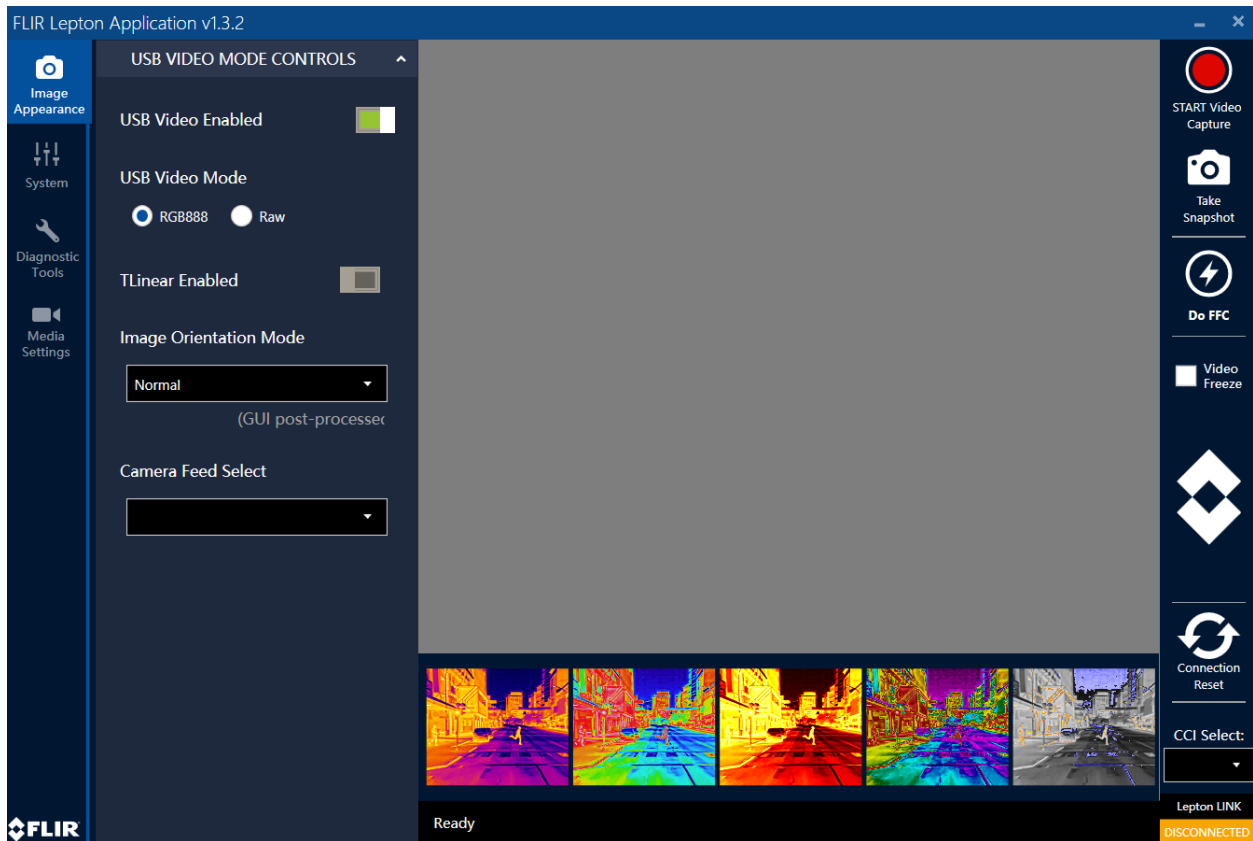 FLIR Lepton Application v1.3.2
Image
Appearance
System
Diagnostic
Tools
Media
Settings
FLIR
USB VIDEO MODE CONTROLS
USB Video Enabled
USB Video Mode
RGB888 Raw
TLinear Enabled
Image Orientation Mode
Normal
(GUI post-processed
Camera Feed Select
Ready
START Video
Capture
Take
Snapshot
Do FFC
Video
Freeze
Connection
Reset
CCI Select:
Lepton LINK
DISCONNECTED